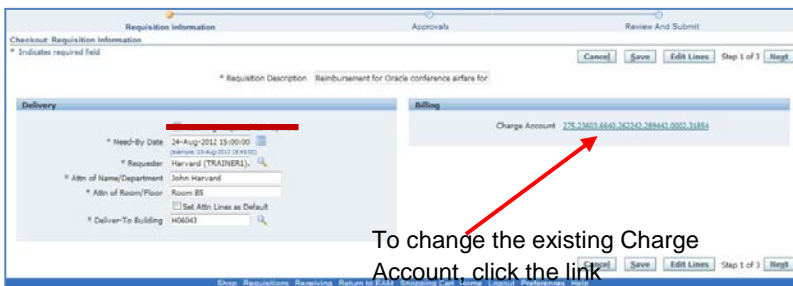 Requisition Information
Approvals
Review And Submit
Checkout: Requisition Information
* Indicates required field
Cancel Save Edit Lines Step 1 of 3 Next
* Requisition Description Reimbursement for Oracle conference airfare for
Delivery
Billing
Charge Account 275.23603.6640.262242.289442.0002.31854
* Need-By Date 24-Aug-2012 15:00:00
* Requester Harvard (TRAINER1),
* Attn of Name/Department John Harvard
* Attn of Room/Floor Room B5
Set Attn Lines as Default
* Deliver-To Building H06043
To change the existing Charge
Account, click the link
Cancel Save Edit Lines Step 1 of 3 Next
Shop Requisitions Receiving Return to EAM Shopping Cart Home Logout Preferences Help